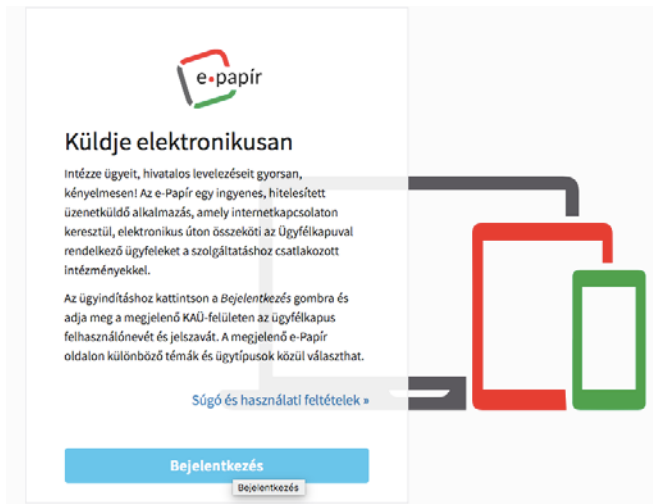 e•papír
Küldje elektronikusan
Intézze ügyeit, hivatalos levelezéseit gyorsan,
kényelmesen! Az e-Papír egy ingyenes, hitelesített
üzenetküldő alkalmazás, amely internetkapcsolaton
keresztül, elektronikus úton összeköti az Ügyfélkapuval
rendelkező ügyfeleket a szolgáltatáshoz csatlakozott
intézményekkel.
Az ügyindításhoz kattintson a Bejelentkezés gombra és
adja meg a megjelenő KAÜ-felületen az ügyfélkapus
felhasználónevét és jelszavát. A megjelenő e-Papír
oldalon különböző témák és ügytípusok közül választhat.
Súgó és használati feltételek »
Bejelentkezés
Bejelentkezés